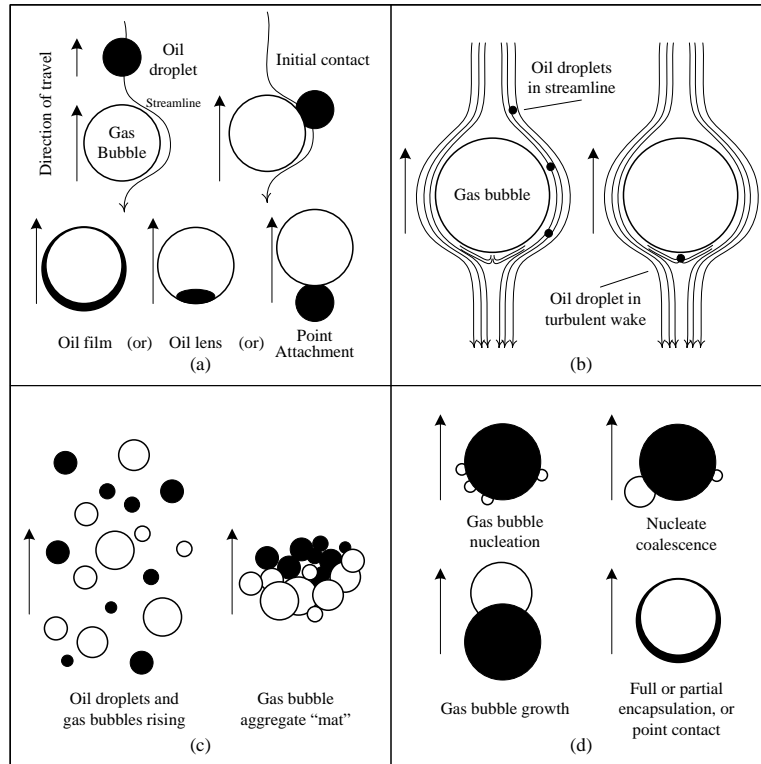 Direction of travel
Oil
droplet
Streamline
Gas
Bubble
Initial contact
Oil film (or) Oil lens (or) Point
Attachment
(a)
Oil droplets
in streamline
Gas bubble
Oil droplet in
turbulent wake
(b)
Oil droplets and
gas bubbles rising
Gas bubble
aggregate “mat”
(c)
Gas bubble
nucleation
Nucleate
coalescence
Gas bubble growth
Full or partial
encapsulation, or
point contact
(d)